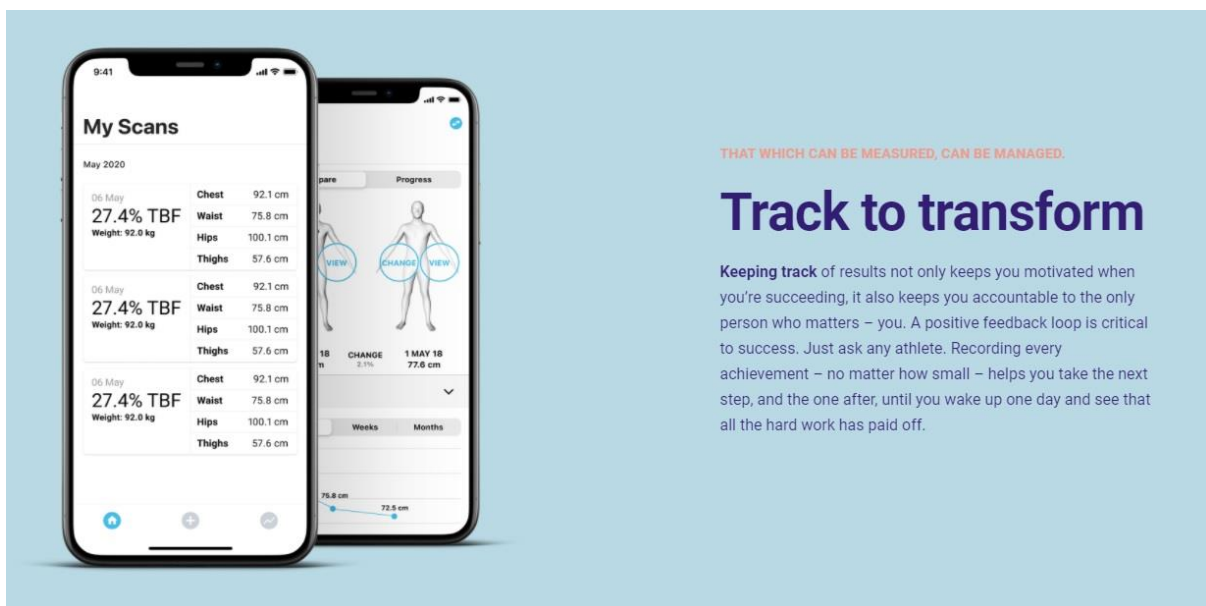 9:41
My Scans
May 2020
06 May
27.4% TBF
Weight: 92.0 kg
Chest 92.1 cm
Waist 75.8 cm
Hips 100.1 cm
Thighs 57.6 cm
06 May
27.4% TBF
Weight: 92.0 kg
Chest 92.1 cm
Waist 75.8 cm
Hips 100.1 cm
Thighs 57.6 cm
06 May
27.4% TBF
Weight: 92.0 kg
Chest 92.1 cm
Waist 75.8 cm
Hips 100.1 cm
Thighs 57.6 cm
pare Progress
VIEW CHANGE VIEW
18 CHANGE 1 MAY 18
m 2.1% 77.6 cm
Weeks Months
75.8 cm
72.5 cm
THAT WHICH CAN BE MEASURED, CAN BE MANAGED.
Track to transform
Keeping track of results not only keeps you motivated when
you’re succeeding, it also keeps you accountable to the only
person who matters – you. A positive feedback loop is critical
to success. Just ask any athlete. Recording every
achievement – no matter how small – helps you take the next
step, and the one after, until you wake up one day and see that
all the hard work has paid off.